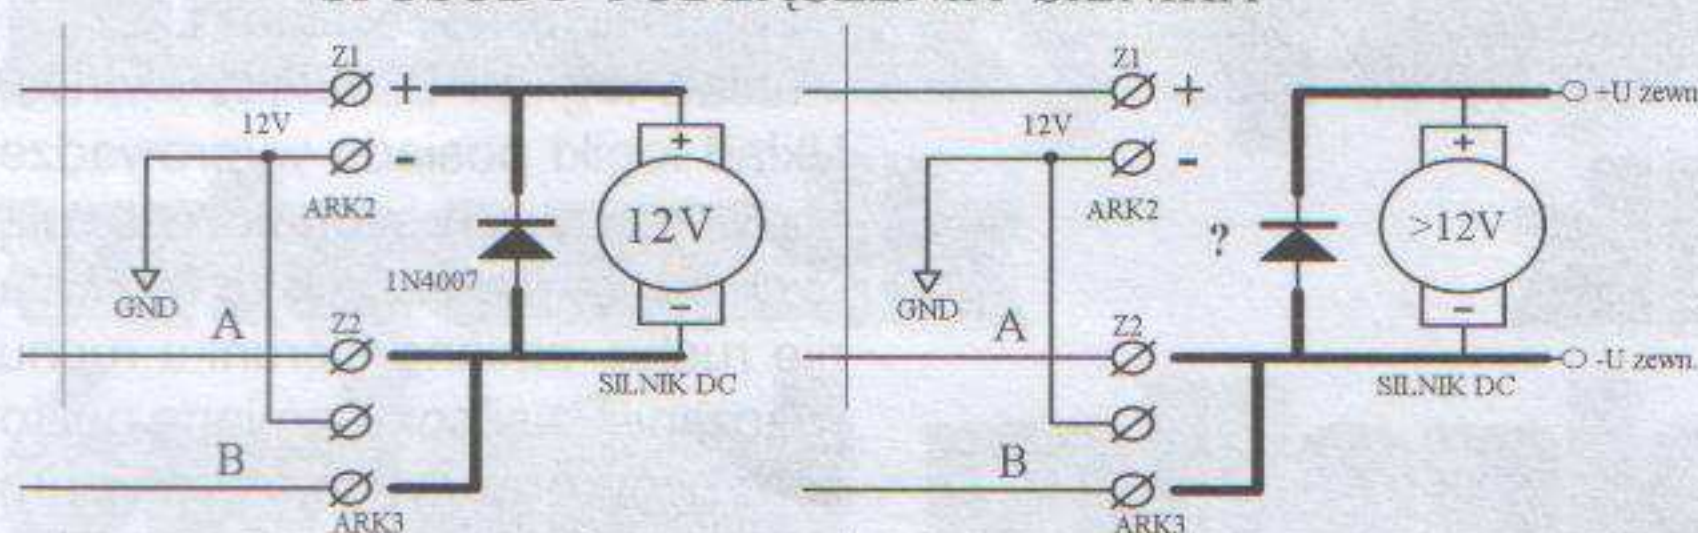 Z1
+
12V
-
ARK2
GND
1N4007
+
12V
-
A
Z2
SILNIK DC
B
ARK3
Z1
+
12V
-
ARK2
GND
?
+
>12V
-
+U zewn
A
Z2
SILNIK DC
-U zewn.
B
ARK3